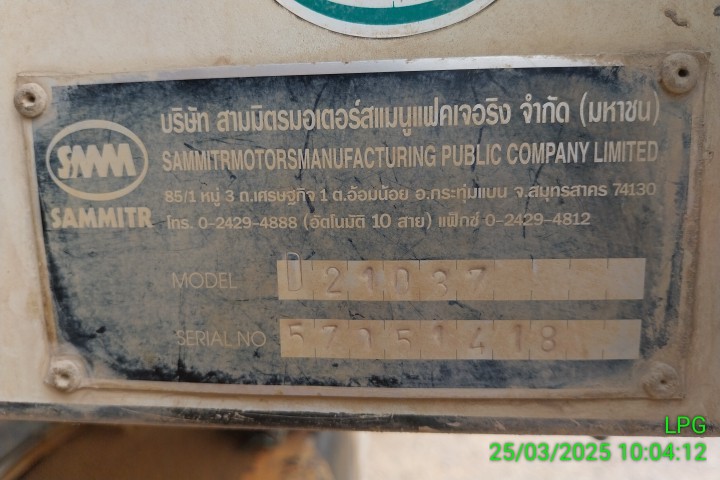 บริษัท สามมิตรมอเตอร์สแมนูแฟคเจอริง จำกัด (มหาชน)
SMM
SAMMITRMOTORSMANUFACTURING PUBLIC COMPANY LIMITED
85/1 หมู่ 3 ถ.เศรษฐกิจ 1 ต.อ้อมน้อย อ.กระทุ่มแบน จ.สมุทรสาคร 74130
SAMMITR
โทร. 0-2429-4888 (อัตโนมัติ 10 สาย) แฟ็กซ์ 0-2429-4812
MODEL D21037
SERIAL NO 57151418
LPG
25/03/2025 10:04:12